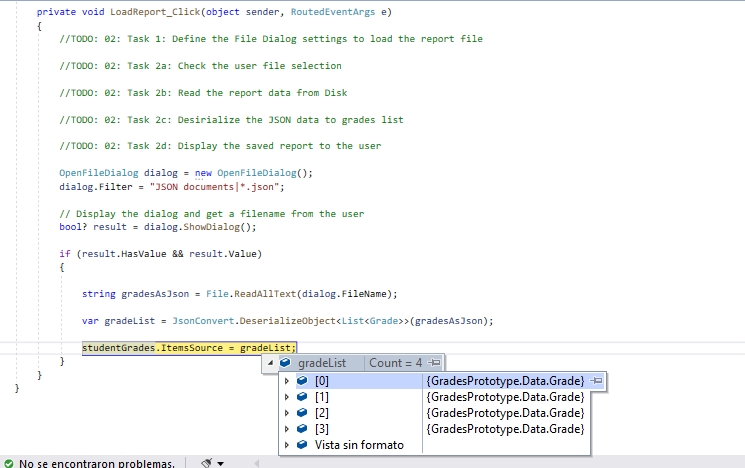 private void LoadReport_Click(object sender, RoutedEventArgs e)
{
//TODO: 02: Task 1: Define the File Dialog settings to load the report file
//TODO: 02: Task 2a: Check the user file selection
//TODO: 02: Task 2b: Read the report data from Disk
//TODO: 02: Task 2c: Desirialize the JSON data to grades list
//TODO: 02: Task 2d: Display the saved report to the user
OpenFileDialog dialog = new OpenFileDialog();
dialog.Filter = "JSON documents|*.json";
// Display the dialog and get a filename from the user
bool? result = dialog.ShowDialog();
if (result.HasValue && result.Value)
{
string gradesAsJson = File.ReadAllText(dialog.FileName);
var gradeList = JsonConvert.DeserializeObject<List<Grade>>(gradesAsJson);
studentGrades.ItemsSource = gradeList;
}
gradeList Count = 4
}
[0] {GradesPrototype.Data.Grade}
}
[1] {GradesPrototype.Data.Grade}
[2] {GradesPrototype.Data.Grade}
[3] {GradesPrototype.Data.Grade}
Vista sin formato
No se encontraron problemas.